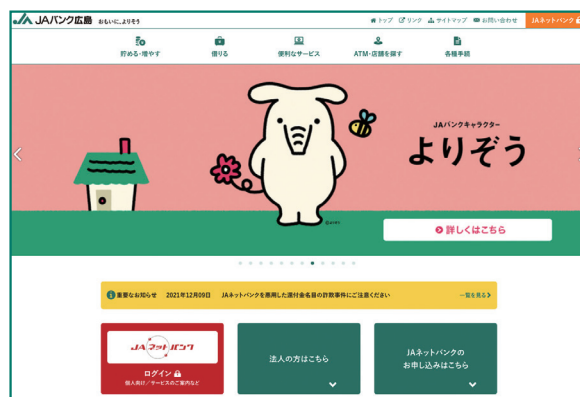 JAバンク広島 おもいに、よりそう
トップ リンク サイトマップ お問い合わせ JAネットバンク
貯める・増やす 借りる 便利なサービス ATM・店舗を探す 各種手続
JAバンクキャラクター
よりぞう
詳しくはこちら
重要なお知らせ 2021年12月09日 JAネットバンクを悪用した還付金名目の詐欺事件にご注意ください 一覧を見る
JAネットバンク
ログイン
個人向け/サービスのご案内など
法人の方はこちら
JAネットバンクの
お申し込みはこちら